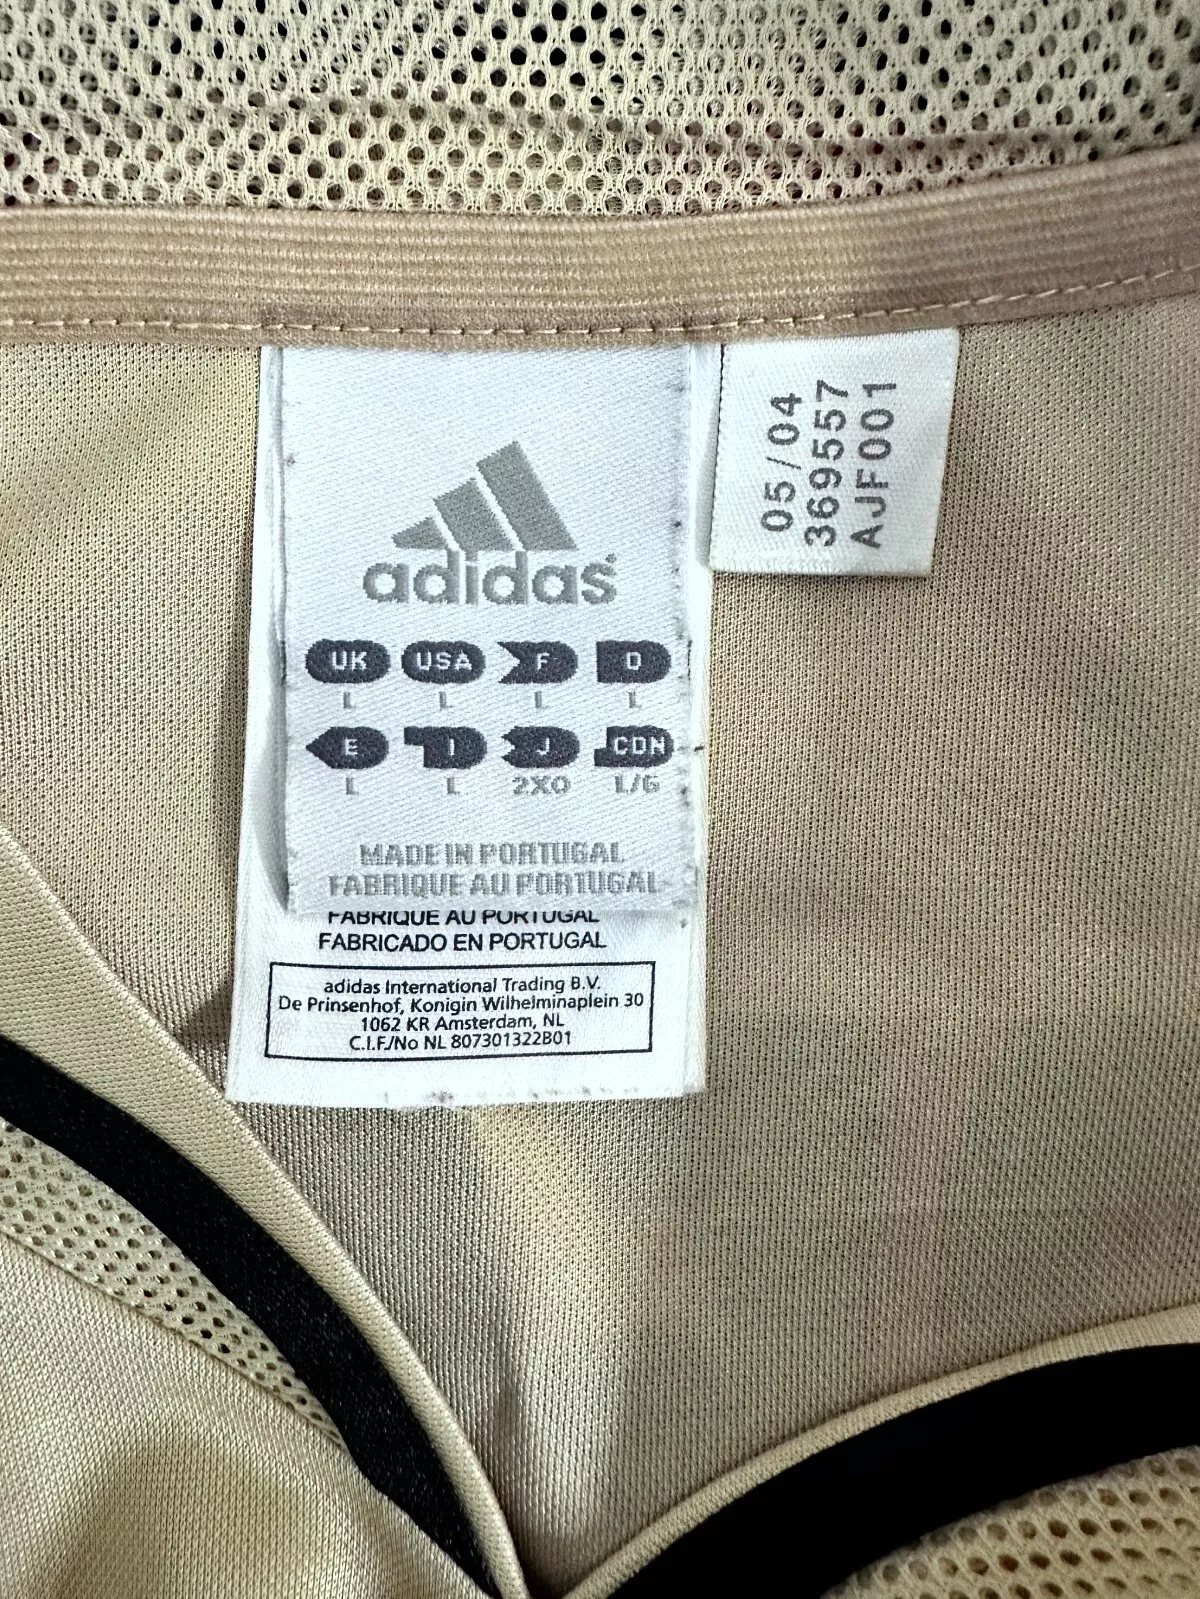 adidas
UK USA F D
L L L L
E I J CDN
L L 2XO L/G
MADE IN PORTUGAL
FABRIQUE AU PORTUGAL
FABRIQUE AU PORTUGAL
FABRICADO EN PORTUGAL
adidas International Trading B.V.
De Prinsenhof, Konigin Wilhelminaplein 30
1062 KR Amsterdam, NL
C.I.F./No NL 807301322B01
05/04
369557
AJF001